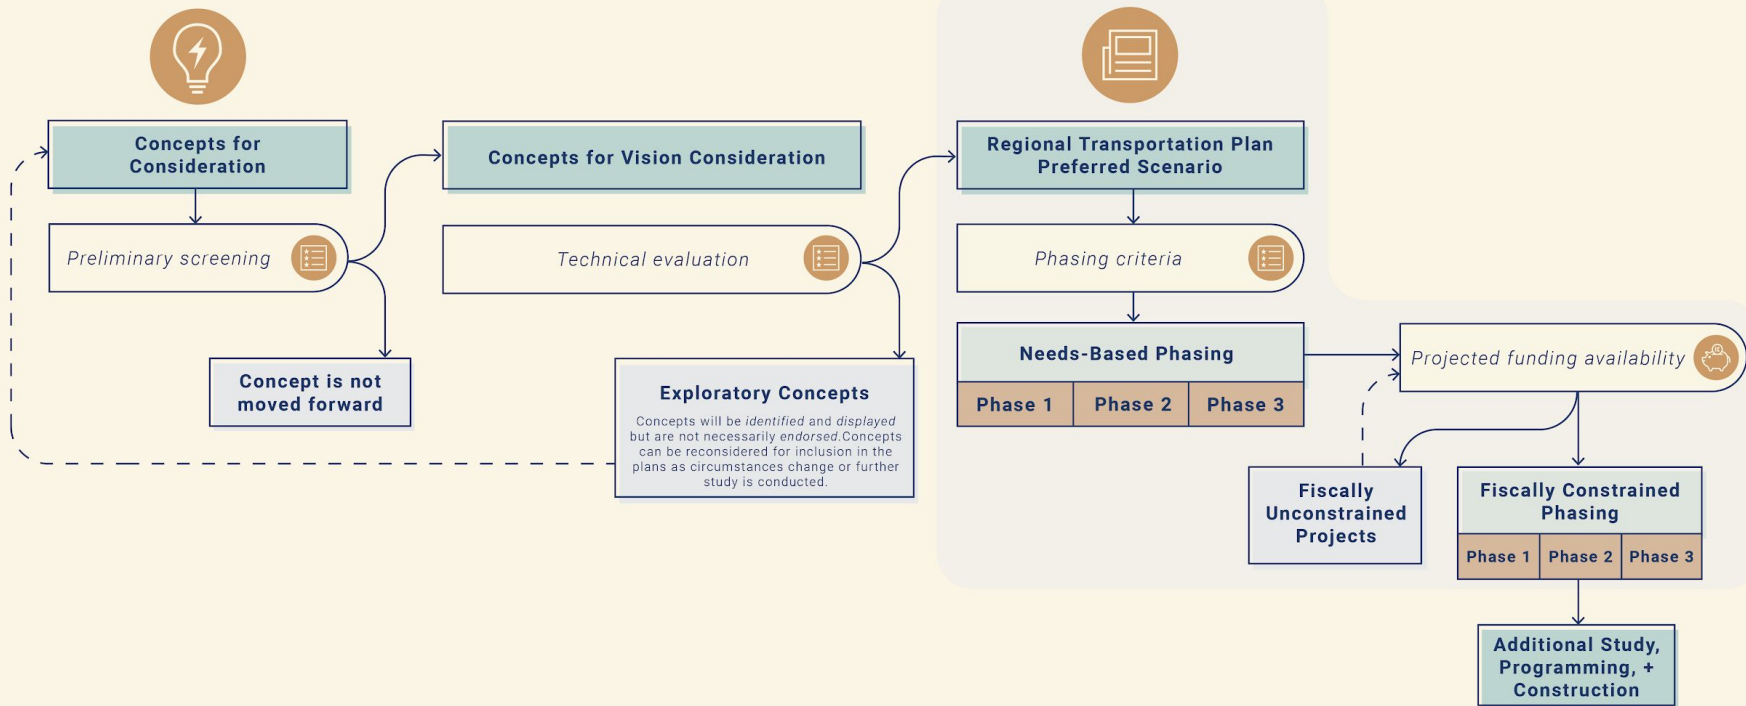 Concepts for
Consideration
Preliminary screening
Concept is not
moved forward
Concepts for Vision Consideration
Technical evaluation
Exploratory Concepts
Concepts will be identified and displayed
but are not necessarily endorsed.Concepts
can be reconsidered for inclusion in the
plans as circumstances change or further
study is conducted.
Regional Transportation Plan
Preferred Scenario
Phasing criteria
Needs-Based Phasing
Phase 1 Phase 2 Phase 3
Projected funding availability
Fiscally
Unconstrained
Projects
Fiscally Constrained
Phasing
Phase 1 Phase 2 Phase 3
Additional Study,
Programming, +
Construction